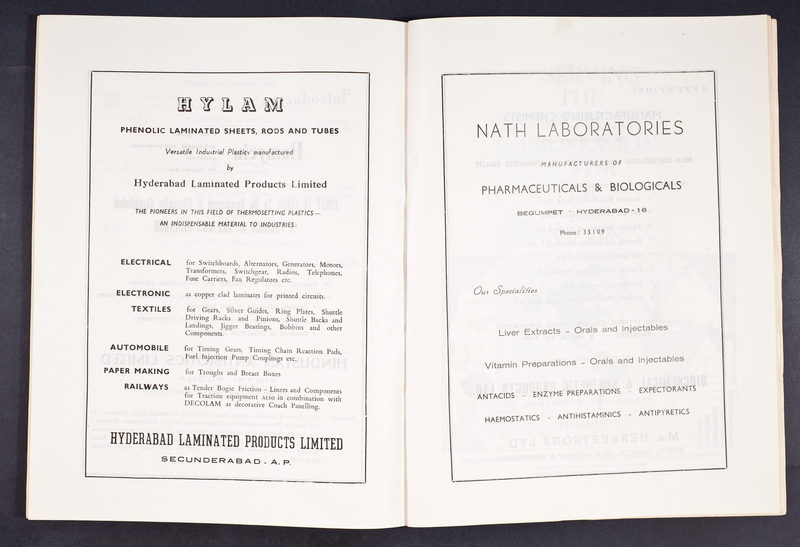 HYLAM
PHENOLIC LAMINATED SHEETS, RODS AND TUBES
Versatile Industrial Plastics manufactured
by
Hyderabad Laminated Products Limited
THE PIONEERS IN THIS FIELD OF THERMOSETTING PLASTICS—
AN INDISPENSABLE MATERIAL TO INDUSTRIES:
ELECTRICAL for Switchboards, Alternators, Generators, Motors,
Transformers, Switchgear, Radios, Telephones,
Fuse Carriers, Fan Regulators etc.
ELECTRONIC as copper clad laminates for printed circuits.
TEXTILES for Gears, Silver Guides, Ring Plates, Shuttle
Driving Racks and Pinions, Shuttle Backs and
Landings, Jigger Bearings, Bobbins and other
Components.
AUTOMOBILE for Timing Gears, Timing Chain Reaction Pads,
Fuel Injection Pump Couplings etc.
PAPER MAKING for Troughs and Breast Boxes
RAILWAYS as Tender Bogie Friction - Liners and Components
for Traction equipment ALSO in combination with
DECOLAM as decorative Coach Panelling.
HYDERABAD LAMINATED PRODUCTS LIMITED
SECUNDERABAD - A. P.
NATH LABORATORIES
MANUFACTURERS OF
PHARMACEUTICALS & BIOLOGICALS
BEGUMPET - HYDERABAD - 16
Phone: 33109
Our Specialities
Liver Extracts - Orals and Injectables
Vitamin Preparations - Orals and Injectables
ANTACIDS - ENZYME PREPARATIONS - EXPECTORANTS
HAEMOSTATICS - ANTIHISTAMINICS - ANTIPYRETICS